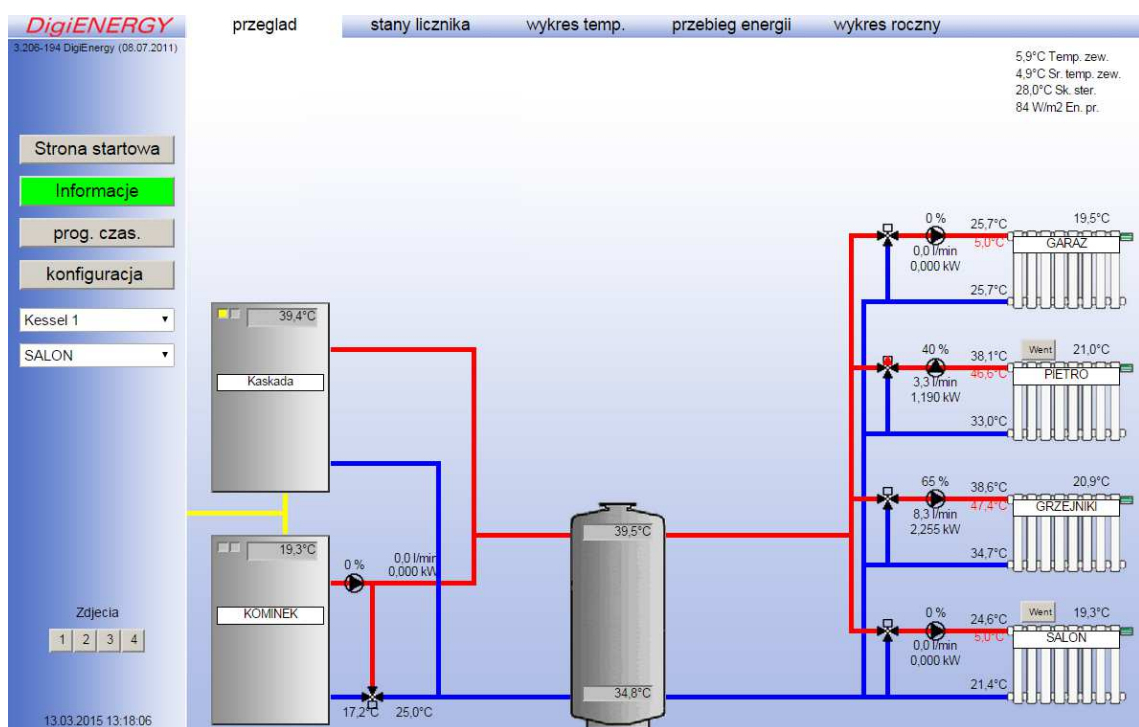 DigiENERGY
3.206-194 DigiEnergy (08.07.2011)
przeglad
stany licznika
wykres temp.
przebieg energii
wykres roczny
5,9°C Temp. zew.
4,9°C Sr. temp. zew.
28,0°C Sk. ster.
84 W/m2 En. pr.
Strona startowa
Informacje
prog. czas.
konfiguracja
Kessel 1
SALON
Zdjecia
1 2 3 4
13.03.2015 13:18:06
39,4°C
Kaskada
19,3°C
KOMINEK
0 %
0,0 l/min
0,000 kW
17,2°C
25,0°C
39,5°C
34,8°C
0 %
0,0 l/min
0,000 kW
25,7°C
5,0°C
19,5°C
GARAZ
25,7°C
40 %
3,3 l/min
1,190 kW
38,1°C
46,6°C
Went
21,0°C
PIETRO
33,0°C
65 %
8,3 l/min
2,255 kW
38,6°C
47,4°C
20,9°C
GRZEJNIKI
34,7°C
0 %
0,0 l/min
0,000 kW
24,6°C
5,0°C
Went
19,3°C
SALON
21,4°C